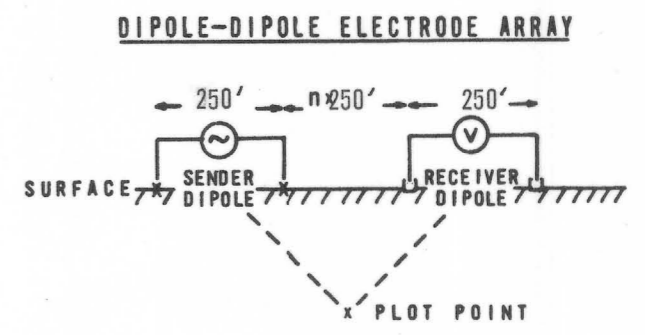 DIPOLE-DIPOLE ELECTRODE ARRAY
250' n×250' 250'
~ V
SURFACE SENDER DIPOLE RECEIVER DIPOLE
x PLOT POINT